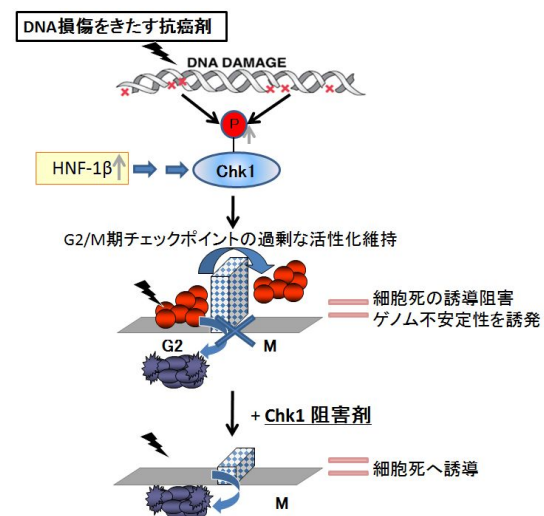 DNA損傷をきたす抗癌剤
DNA DAMAGE
P
HNF-1β
Chk1
G2/M期チェックポイントの過剰な活性化維持
細胞死の誘導阻害
ゲノム不安定性を誘発
G2
M
+ Chk1 阻害剤
細胞死へ誘導
M